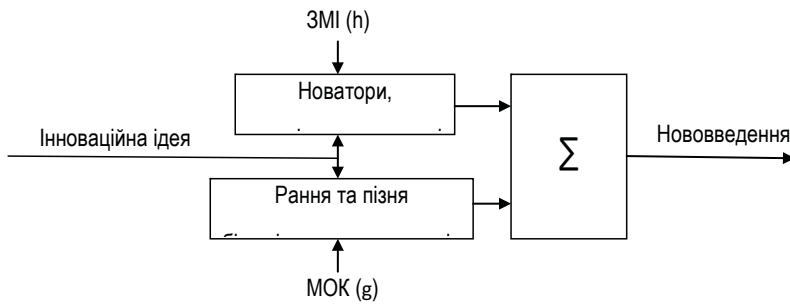 ЗМІ (h)
Новатори,
Інноваційна ідея
Σ
Нововведення
Рання та пізня
МОК (g)